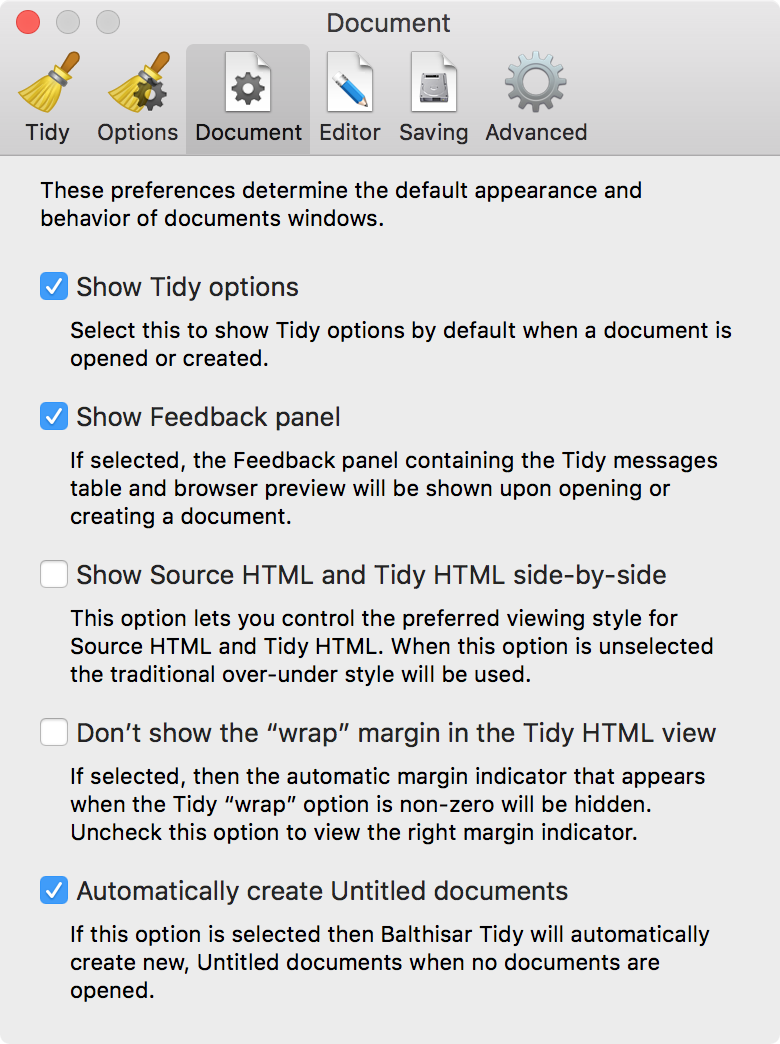 Document
Tidy Options Document Editor Saving Advanced
These preferences determine the default appearance and
behavior of documents windows.
Show Tidy options
Select this to show Tidy options by default when a document is
opened or created.
Show Feedback panel
If selected, the Feedback panel containing the Tidy messages
table and browser preview will be shown upon opening or
creating a document.
Show Source HTML and Tidy HTML side-by-side
This option lets you control the preferred viewing style for
Source HTML and Tidy HTML. When this option is unselected
the traditional over-under style will be used.
Don’t show the “wrap” margin in the Tidy HTML view
If selected, then the automatic margin indicator that appears
when the Tidy “wrap” option is non-zero will be hidden.
Uncheck this option to view the right margin indicator.
Automatically create Untitled documents
If this option is selected then Balthisar Tidy will automatically
create new, Untitled documents when no documents are
opened.